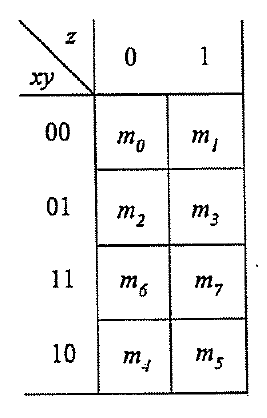 z
xy 0 1
00 m₀ m₁
01 m₂ m₃
11 m₆ m₇
10 m₄ m₅